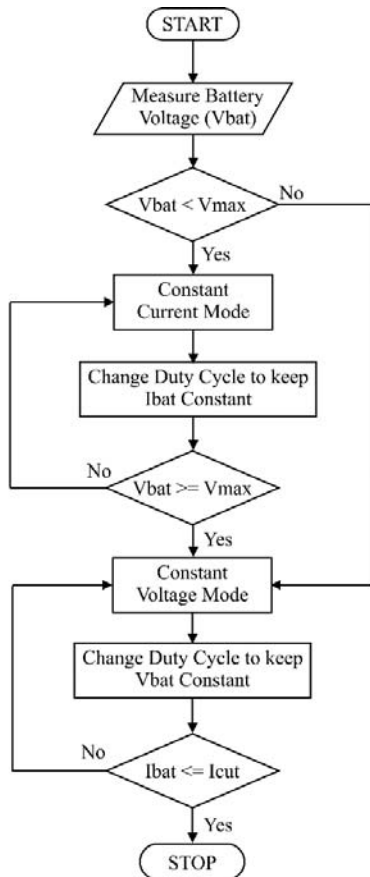 START
Measure Battery
Voltage (Vbat)
Vbat < Vmax
No
Yes
Constant
Current Mode
Change Duty Cycle to keep
Ibat Constant
No
Vbat >= Vmax
Yes
Constant
Voltage Mode
Change Duty Cycle to keep
Vbat Constant
No
Ibat <= Icut
Yes
STOP